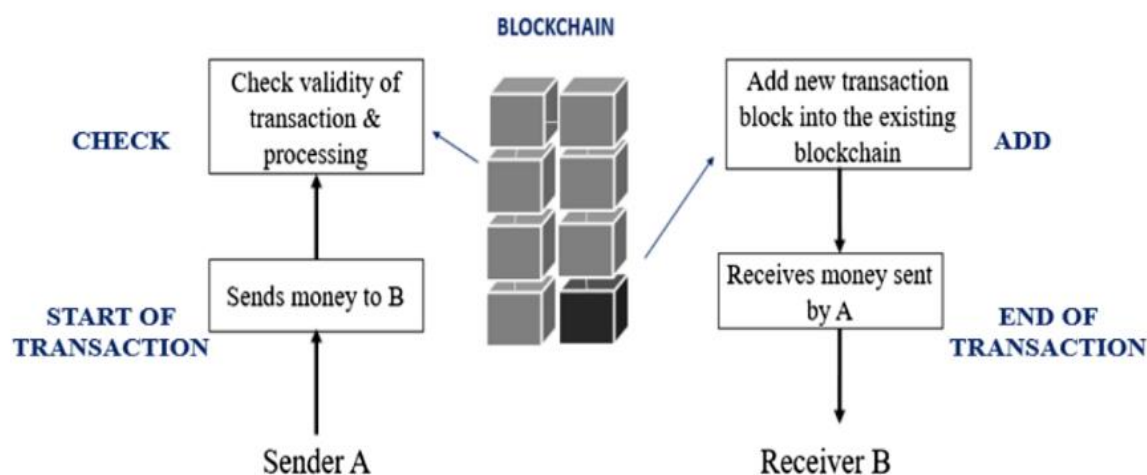 BLOCKCHAIN
CHECK
Check validity of
transaction &
processing
Add new transaction
block into the existing
blockchain
ADD
START OF
TRANSACTION
Sends money to B
Receives money sent
by A
END OF
TRANSACTION
Sender A
Receiver B